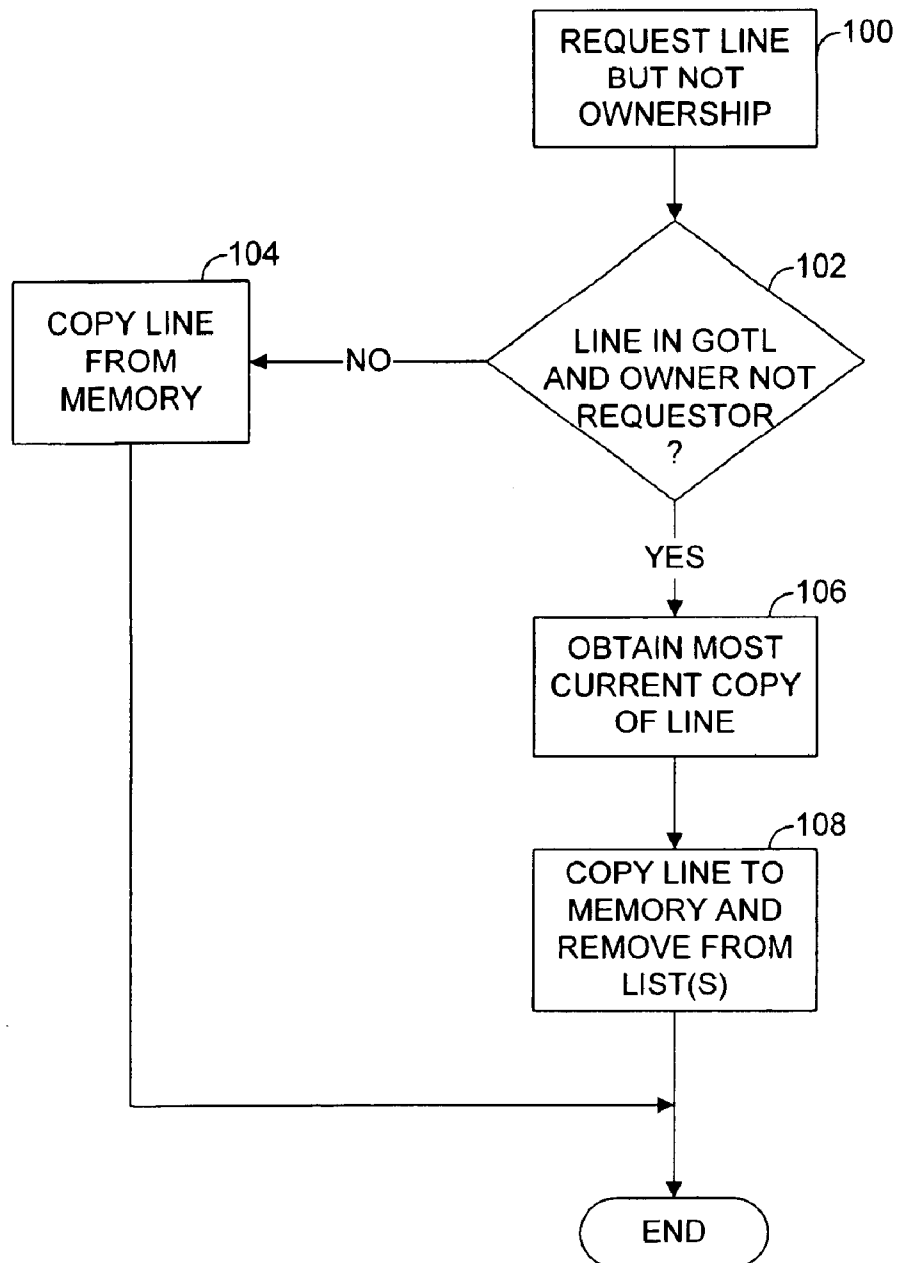 REQUEST LINE
BUT NOT
OWNERSHIP
100
102
LINE IN GOTL
AND OWNER NOT
REQUESTOR
?
104
COPY LINE
FROM
MEMORY
NO
YES
106
OBTAIN MOST
CURRENT COPY
OF LINE
108
COPY LINE TO
MEMORY AND
REMOVE FROM
LIST(S)
END